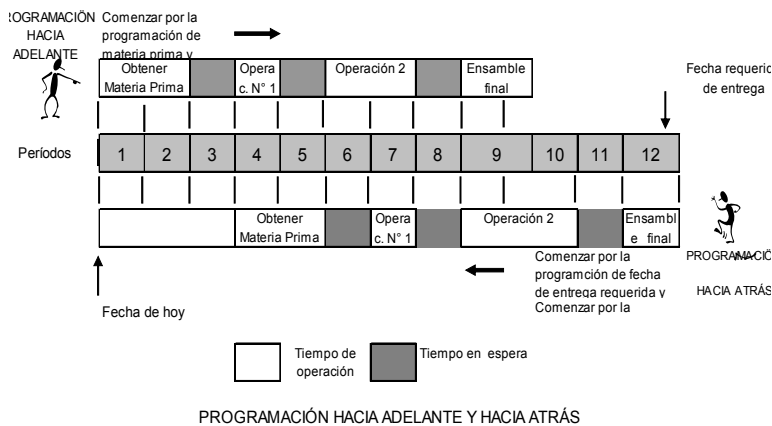 ROGRAMACIÓN
HACIA
ADELANTE
Comenzar por la
programación de
materia prima y
Obtener
Materia Prima
Opera
c. N° 1
Operación 2
Ensamble
final
Fecha requerid
de entrega
Períodos
1 2 3 4 5 6 7 8 9 10 11 12
Obtener
Materia Prima
Opera
c. N° 1
Operación 2
Ensambl
e final
Comenzar por la
programción de fecha
de entrega requerida y
Comenzar por la
PROGRAMACIÓ
HACIA ATRÁS
Fecha de hoy
Tiempo de
operación
Tiempo en espera
PROGRAMACIÓN HACIA ADELANTE Y HACIA ATRÁS